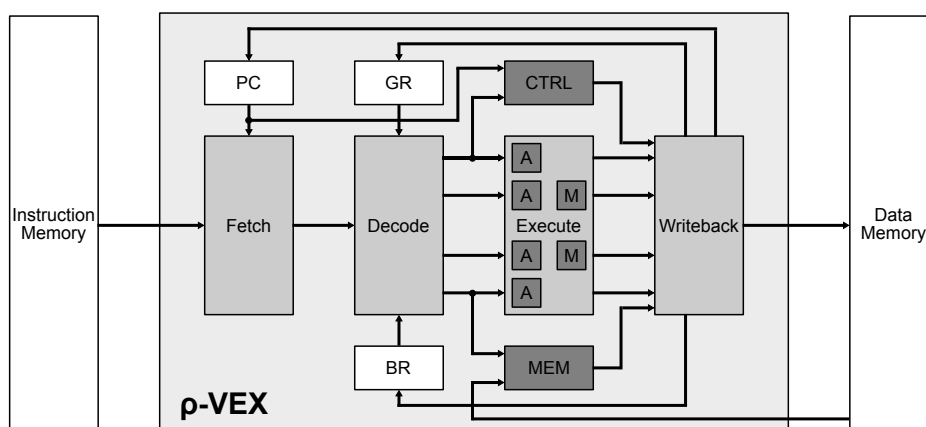 PC
GR
CTRL
A
A
M
Instruction
Memory
Fetch
Decode
Execute
Writeback
Data
Memory
A
M
A
BR
MEM
ρ-VEX